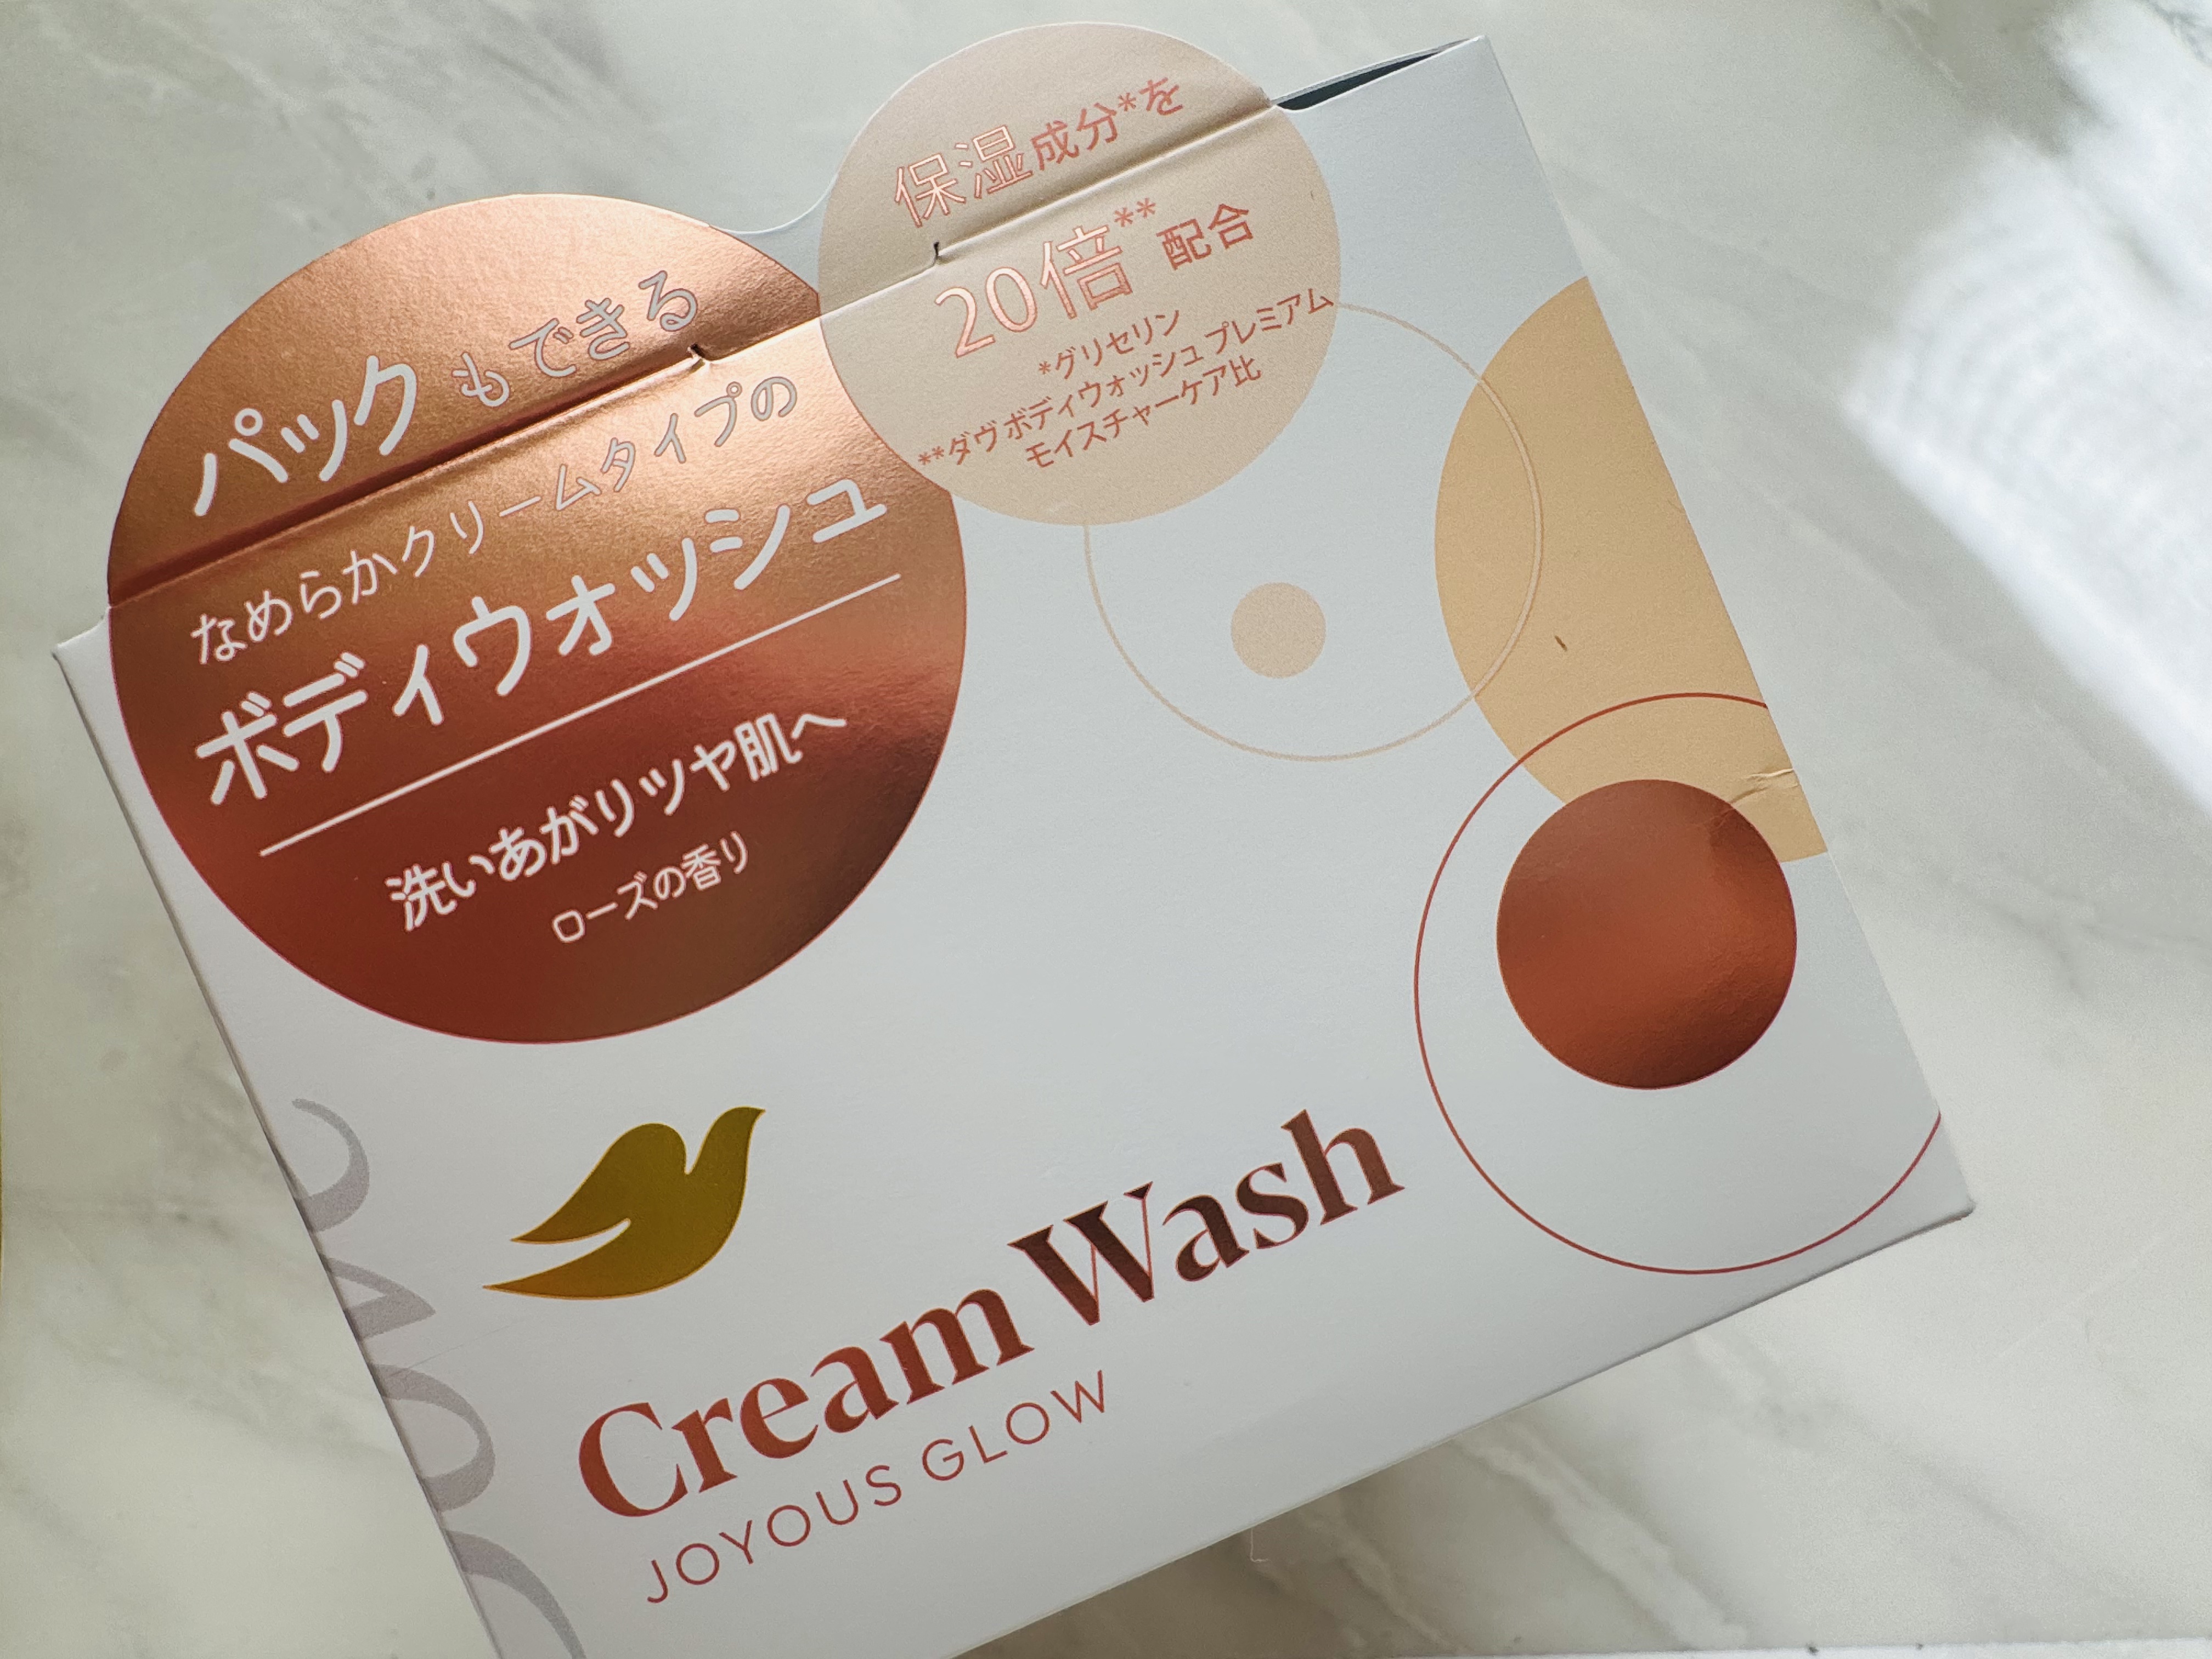 パックもできる
なめらかクリームタイプの
ボディウォッシュ
洗いあがりツヤ肌へ
ローズの香り
保湿成分*を
20倍**配合
*グリセリン
**ダヴ ボディウォッシュ プレミアム
モイスチャーケア比
Cream Wash
JOYOUS GLOW